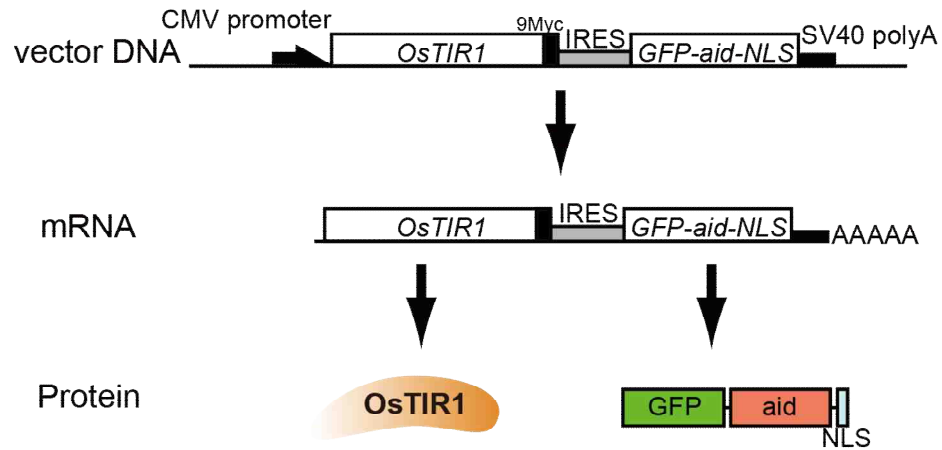 CMV promoter
9Myc
IRES
SV40 polyA
vector DNA
OsTIR1
GFP-aid-NLS
mRNA
OsTIR1
IRES
GFP-aid-NLS
AAAAA
Protein
OsTIR1
GFP
aid
NLS